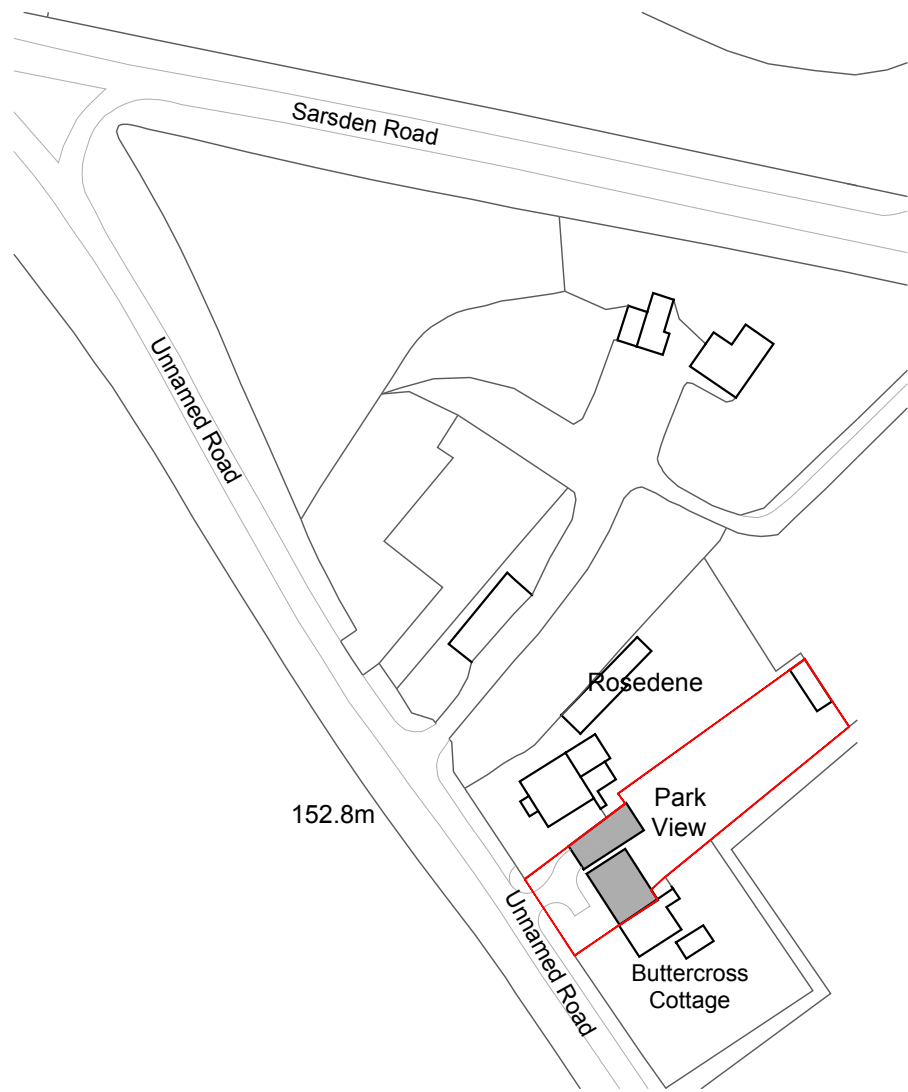 Sarsden Road
Unnamed Road
Rosedene
Park
View
152.8m
Unnamed Road
Buttercross
Cottage